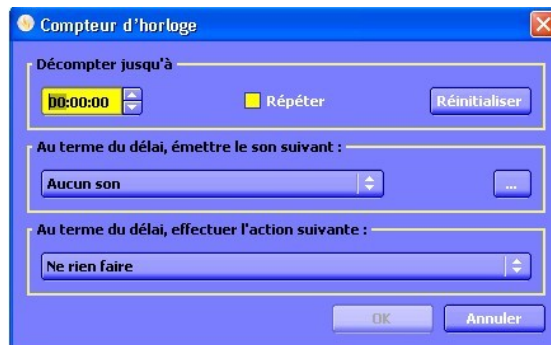 Compteur d'horloge
Décompter jusqu'à
00:00:00 Répéter Réinitialiser
Au terme du délai, émettre le son suivant :
Aucun son ...
Au terme du délai, effectuer l'action suivante :
Ne rien faire
OK Annuler